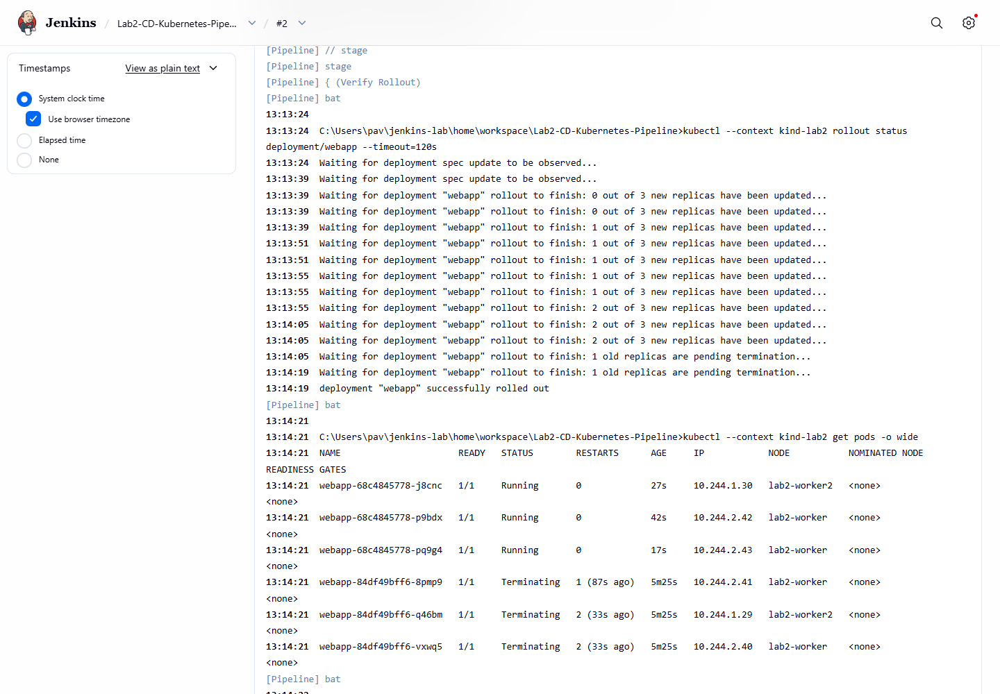 Jenkins / Lab2-CD-Kubernetes-Pipe... / #2
Timestamps View as plain text
System clock time
Use browser timezone
Elapsed time
None
[Pipeline] // stage
[Pipeline] stage
[Pipeline] { (Verify Rollout)
[Pipeline] bat
13:13:24
13:13:24 C:\Users\pav\jenkins-lab\home\workspace\Lab2-CD-Kubernetes-Pipeline>kubectl --context kind-lab2 rollout status
deployment/webapp --timeout=120s
13:13:24 Waiting for deployment spec update to be observed...
13:13:39 Waiting for deployment spec update to be observed...
13:13:39 Waiting for deployment "webapp" rollout to finish: 0 out of 3 new replicas have been updated...
13:13:39 Waiting for deployment "webapp" rollout to finish: 0 out of 3 new replicas have been updated...
13:13:39 Waiting for deployment "webapp" rollout to finish: 1 out of 3 new replicas have been updated...
13:13:51 Waiting for deployment "webapp" rollout to finish: 1 out of 3 new replicas have been updated...
13:13:51 Waiting for deployment "webapp" rollout to finish: 1 out of 3 new replicas have been updated...
13:13:55 Waiting for deployment "webapp" rollout to finish: 1 out of 3 new replicas have been updated...
13:13:55 Waiting for deployment "webapp" rollout to finish: 1 out of 3 new replicas have been updated...
13:13:55 Waiting for deployment "webapp" rollout to finish: 2 out of 3 new replicas have been updated...
13:14:05 Waiting for deployment "webapp" rollout to finish: 2 out of 3 new replicas have been updated...
13:14:05 Waiting for deployment "webapp" rollout to finish: 2 out of 3 new replicas have been updated...
13:14:05 Waiting for deployment "webapp" rollout to finish: 1 old replicas are pending termination...
13:14:19 Waiting for deployment "webapp" rollout to finish: 1 old replicas are pending termination...
13:14:19 deployment "webapp" successfully rolled out
[Pipeline] bat
13:14:21
13:14:21 C:\Users\pav\jenkins-lab\home\workspace\Lab2-CD-Kubernetes-Pipeline>kubectl --context kind-lab2 get pods -o wide
13:14:21 NAME READY STATUS RESTARTS AGE IP NODE NOMINATED NODE
READINESS GATES
13:14:21 webapp-68c4845778-j8cnc 1/1 Running 0 27s 10.244.1.30 lab2-worker2 <none>
<none>
13:14:21 webapp-68c4845778-p9bdx 1/1 Running 0 42s 10.244.2.42 lab2-worker <none>
<none>
13:14:21 webapp-68c4845778-pq9g4 1/1 Running 0 17s 10.244.2.43 lab2-worker <none>
<none>
13:14:21 webapp-84df49bff6-8pmp9 1/1 Terminating 1 (87s ago) 5m25s 10.244.2.41 lab2-worker <none>
<none>
13:14:21 webapp-84df49bff6-q46bm 1/1 Terminating 2 (33s ago) 5m25s 10.244.1.29 lab2-worker2 <none>
<none>
13:14:21 webapp-84df49bff6-vxwq5 1/1 Terminating 2 (33s ago) 5m25s 10.244.2.40 lab2-worker <none>
<none>
[Pipeline] bat